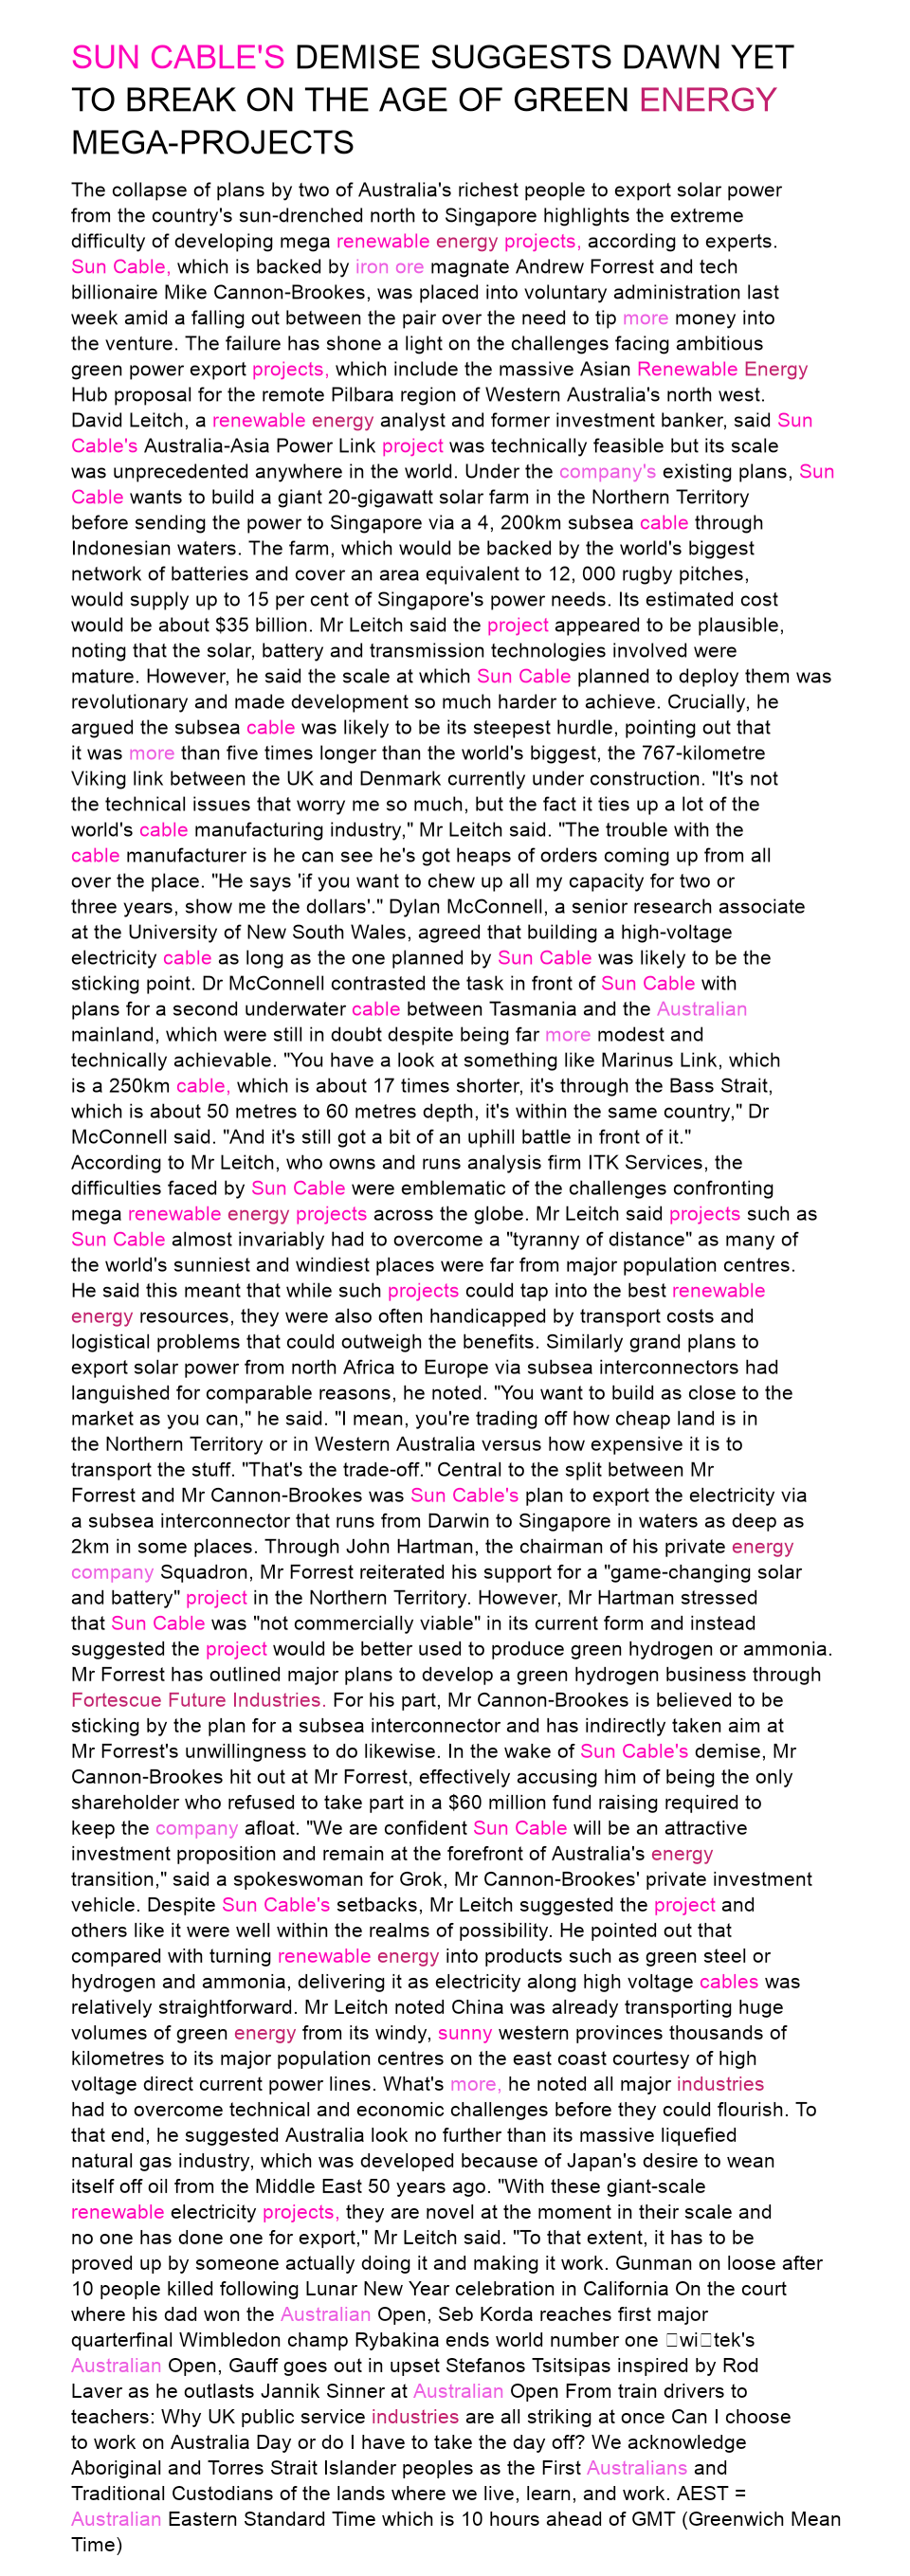 SUN CABLE'S DEMISE SUGGESTS DAWN YET
TO BREAK ON THE AGE OF GREEN ENERGY
MEGA-PROJECTS
The collapse of plans by two of Australia's richest people to export solar power
from the country's sun-drenched north to Singapore highlights the extreme
difficulty of developing mega renewable energy projects, according to experts.
Sun Cable, which is backed by iron ore magnate Andrew Forrest and tech
billionaire Mike Cannon-Brookes, was placed into voluntary administration last
week amid a falling out between the pair over the need to tip more money into
the venture. The failure has shone a light on the challenges facing ambitious
green power export projects, which include the massive Asian Renewable Energy
Hub proposal for the remote Pilbara region of Western Australia's north west.
David Leitch, a renewable energy analyst and former investment banker, said Sun
Cable's Australia-Asia Power Link project was technically feasible but its scale
was unprecedented anywhere in the world. Under the company's existing plans, Sun
Cable wants to build a giant 20-gigawatt solar farm in the Northern Territory
before sending the power to Singapore via a 4, 200km subsea cable through
Indonesian waters. The farm, which would be backed by the world's biggest
network of batteries and cover an area equivalent to 12, 000 rugby pitches,
would supply up to 15 per cent of Singapore's power needs. Its estimated cost
would be about $35 billion. Mr Leitch said the project appeared to be plausible,
noting that the solar, battery and transmission technologies involved were
mature. However, he said the scale at which Sun Cable planned to deploy them was
revolutionary and made development so much harder to achieve. Crucially, he
argued the subsea cable was likely to be its steepest hurdle, pointing out that
it was more than five times longer than the world's biggest, the 767-kilometre
Viking link between the UK and Denmark currently under construction. "It's not
the technical issues that worry me so much, but the fact it ties up a lot of the
world's cable manufacturing industry," Mr Leitch said. "The trouble with the
cable manufacturer is he can see he's got heaps of orders coming up from all
over the place. "He says 'if you want to chew up all my capacity for two or
three years, show me the dollars'." Dylan McConnell, a senior research associate
at the University of New South Wales, agreed that building a high-voltage
electricity cable as long as the one planned by Sun Cable was likely to be the
sticking point. Dr McConnell contrasted the task in front of Sun Cable with
plans for a second underwater cable between Tasmania and the Australian
mainland, which were still in doubt despite being far more modest and
technically achievable. "You have a look at something like Marinus Link, which
is a 250km cable, which is about 17 times shorter, it's through the Bass Strait,
which is about 50 metres to 60 metres depth, it's within the same country," Dr
McConnell said. "And it's still got a bit of an uphill battle in front of it."
According to Mr Leitch, who owns and runs analysis firm ITK Services, the
difficulties faced by Sun Cable were emblematic of the challenges confronting
mega renewable energy projects across the globe. Mr Leitch said projects such as
Sun Cable almost invariably had to overcome a "tyranny of distance" as many of
the world's sunniest and windiest places were far from major population centres.
He said this meant that while such projects could tap into the best renewable
energy resources, they were also often handicapped by transport costs and
logistical problems that could outweigh the benefits. Similarly grand plans to
export solar power from north Africa to Europe via subsea interconnectors had
languished for comparable reasons, he noted. "You want to build as close to the
market as you can," he said. "I mean, you're trading off how cheap land is in
the Northern Territory or in Western Australia versus how expensive it is to
transport the stuff. "That's the trade-off." Central to the split between Mr
Forrest and Mr Cannon-Brookes was Sun Cable's plan to export the electricity via
a subsea interconnector that runs from Darwin to Singapore in waters as deep as
2km in some places. Through John Hartman, the chairman of his private energy
company Squadron, Mr Forrest reiterated his support for a "game-changing solar
and battery" project in the Northern Territory. However, Mr Hartman stressed
that Sun Cable was "not commercially viable" in its current form and instead
suggested the project would be better used to produce green hydrogen or ammonia.
Mr Forrest has outlined major plans to develop a green hydrogen business through
Fortescue Future Industries. For his part, Mr Cannon-Brookes is believed to be
sticking by the plan for a subsea interconnector and has indirectly taken aim at
Mr Forrest's unwillingness to do likewise. In the wake of Sun Cable's demise, Mr
Cannon-Brookes hit out at Mr Forrest, effectively accusing him of being the only
shareholder who refused to take part in a $60 million fund raising required to
keep the company afloat. "We are confident Sun Cable will be an attractive
investment proposition and remain at the forefront of Australia's energy
transition," said a spokeswoman for Grok, Mr Cannon-Brookes' private investment
vehicle. Despite Sun Cable's setbacks, Mr Leitch suggested the project and
others like it were well within the realms of possibility. He pointed out that
compared with turning renewable energy into products such as green steel or
hydrogen and ammonia, delivering it as electricity along high voltage cables was
relatively straightforward. Mr Leitch noted China was already transporting huge
volumes of green energy from its windy, sunny western provinces thousands of
kilometres to its major population centres on the east coast courtesy of high
voltage direct current power lines. What's more, he noted all major industries
had to overcome technical and economic challenges before they could flourish. To
that end, he suggested Australia look no further than its massive liquefied
natural gas industry, which was developed because of Japan's desire to wean
itself off oil from the Middle East 50 years ago. "With these giant-scale
renewable electricity projects, they are novel at the moment in their scale and
no one has done one for export," Mr Leitch said. "To that extent, it has to be
proved up by someone actually doing it and making it work. Gunman on loose after
10 people killed following Lunar New Year celebration in California On the court
where his dad won the Australian Open, Seb Korda reaches first major
quarterfinal Wimbledon champ Rybakina ends world number one □wi□tek's
Australian Open, Gauff goes out in upset Stefanos Tsitsipas inspired by Rod
Laver as he outlasts Jannik Sinner at Australian Open From train drivers to
teachers: Why UK public service industries are all striking at once Can I choose
to work on Australia Day or do I have to take the day off? We acknowledge
Aboriginal and Torres Strait Islander peoples as the First Australians and
Traditional Custodians of the lands where we live, learn, and work. AEST =
Australian Eastern Standard Time which is 10 hours ahead of GMT (Greenwich Mean
Time)